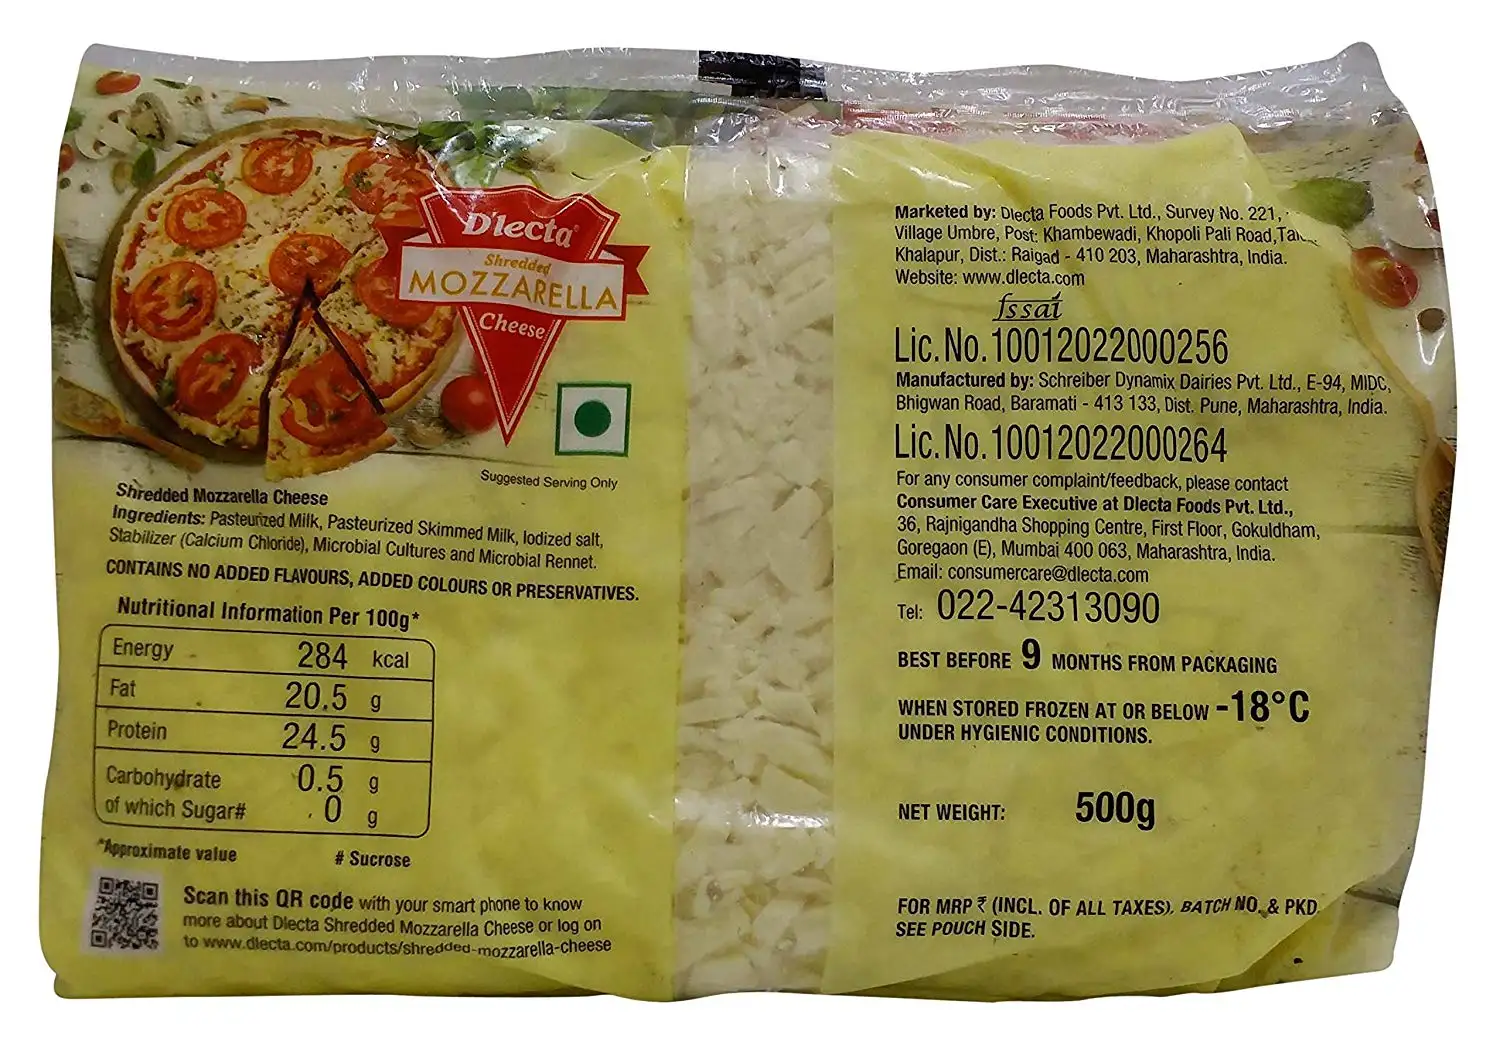 D'lecta
Shredded
MOZZARELLA
Cheese
Suggested Serving Only
Shredded Mozzarella Cheese
Ingredients: Pasteurized Milk, Pasteurized Skimmed Milk, Iodized salt,
Stabilizer (Calcium Chloride), Microbial Cultures and Microbial Rennet.
CONTAINS NO ADDED FLAVOURS, ADDED COLOURS OR PRESERVATIVES.
Nutritional Information Per 100g*
Energy 284 kcal
Fat 20.5 g
Protein 24.5 g
Carbohydrate 0.5 g
of which Sugar# 0 g
*Approximate value # Sucrose
Scan this QR code with your smart phone to know
more about Dlecta Shredded Mozzarella Cheese or log on
to www.dlecta.com/products/shredded-mozzarella-cheese
Marketed by: Dlecta Foods Pvt. Ltd., Survey No. 221,
Village Umbre, Post: Khambewadi, Khopoli Pali Road,
Khalapur, Dist.: Raigad - 410 203, Maharashtra, India.
Website: www.dlecta.com
fssai
Lic. No. 10012022000256
Manufactured by: Schreiber Dynamix Dairies Pvt. Ltd., E-94, MIDC,
Bhigwan Road, Baramati - 413 133, Dist. Pune, Maharashtra, India.
Lic. No. 10012022000264
For any consumer complaint/feedback, please contact
Consumer Care Executive at Dlecta Foods Pvt. Ltd.,
36, Rajnigandha Shopping Centre, First Floor, Gokuldham,
Goregaon (E), Mumbai 400 063, Maharashtra, India.
Email: consumercare@dlecta.com
Tel: 022-42313090
BEST BEFORE 9 MONTHS FROM PACKAGING
WHEN STORED FROZEN AT OR BELOW -18°C
UNDER HYGIENIC CONDITIONS.
NET WEIGHT: 500g
FOR MRP ₹ (INCL. OF ALL TAXES). BATCH NO. & PKD.
SEE POUCH SIDE.